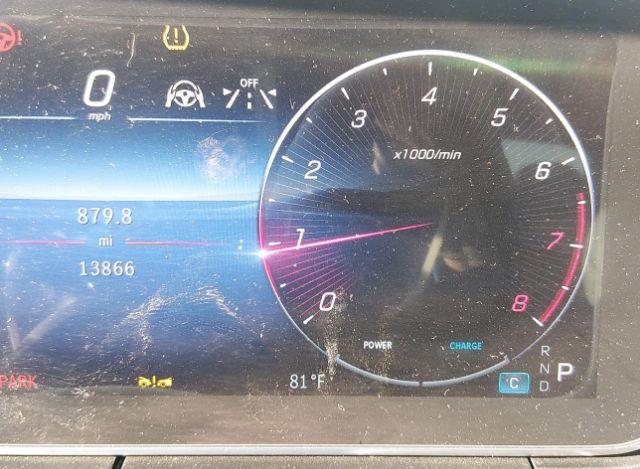 OFF
0
mph
4
3
5
x1000/min
2
6
879.8
mi
1
7
13866
0
8
POWER
CHARGE
R
N
D
P
PARK
81°F
°C